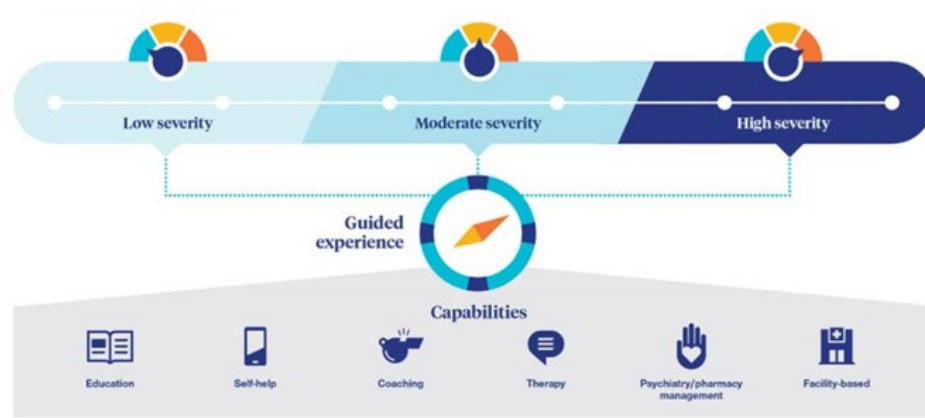 Low severity
Moderate severity
High severity
Guided
experience
Capabilities
Education
Self-help
Coaching
Therapy
Psychiatry/pharmacy
management
Facility-based